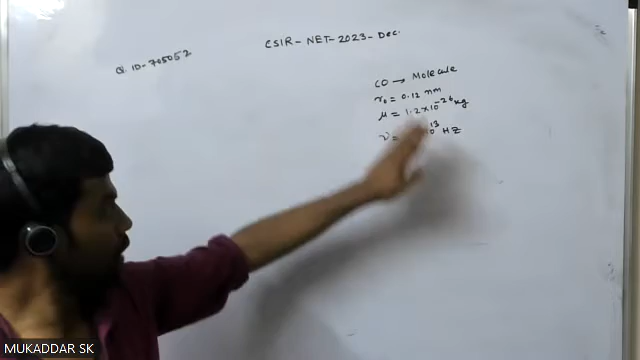 CSIR-NET-2023-Dec.
Q. ID-705052
CO → Molecule
r₀ = 0.12 nm
μ = 1.2×10⁻²⁶ kg
ν = 10¹³ HZ
MUKADDAR SK